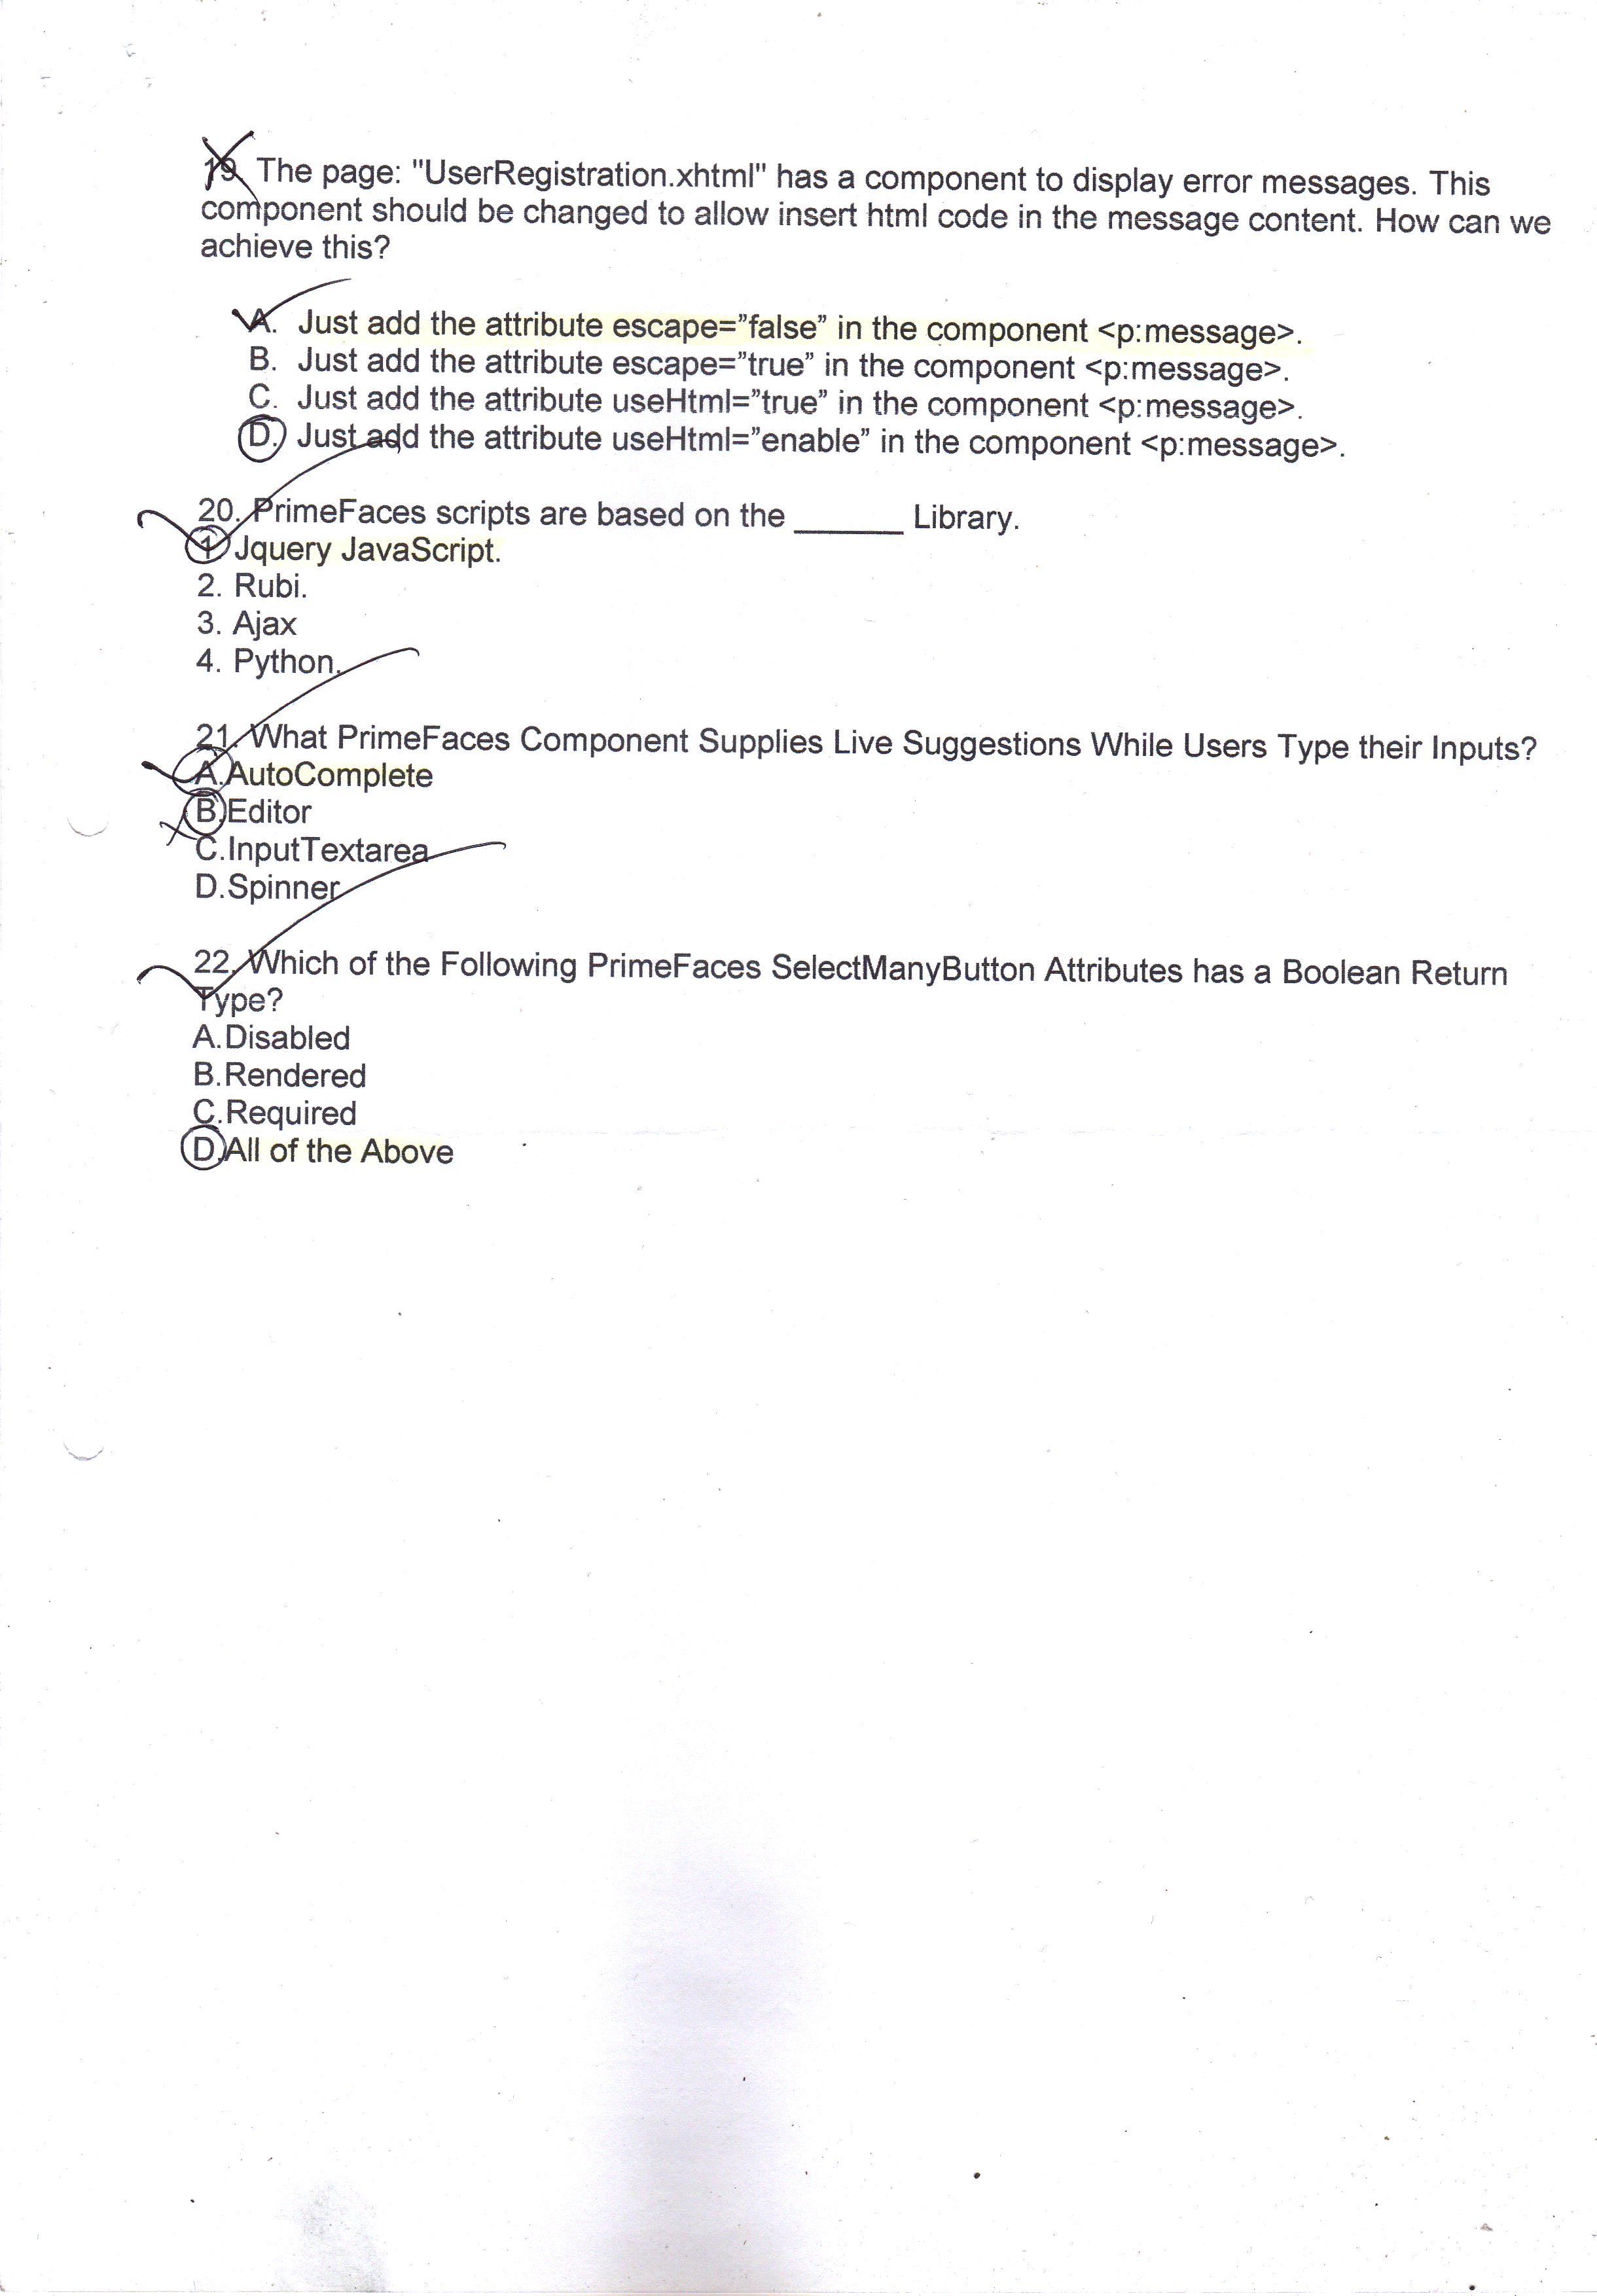 19. The page: "UserRegistration.xhtml" has a component to display error messages. This
component should be changed to allow insert html code in the message content. How can we
achieve this?
A. Just add the attribute escape=”false” in the component <p:message>.
B. Just add the attribute escape=”true” in the component <p:message>.
C. Just add the attribute useHtml=”true” in the component <p:message>.
D. Just add the attribute useHtml=”enable” in the component <p:message>.
20. PrimeFaces scripts are based on the ______ Library.
1. Jquery JavaScript.
2. Rubi.
3. Ajax
4. Python.
21. What PrimeFaces Component Supplies Live Suggestions While Users Type their Inputs?
A.AutoComplete
B.Editor
C.InputTextarea
D.Spinner
22. Which of the Following PrimeFaces SelectManyButton Attributes has a Boolean Return
Type?
A.Disabled
B.Rendered
C.Required
D.All of the Above